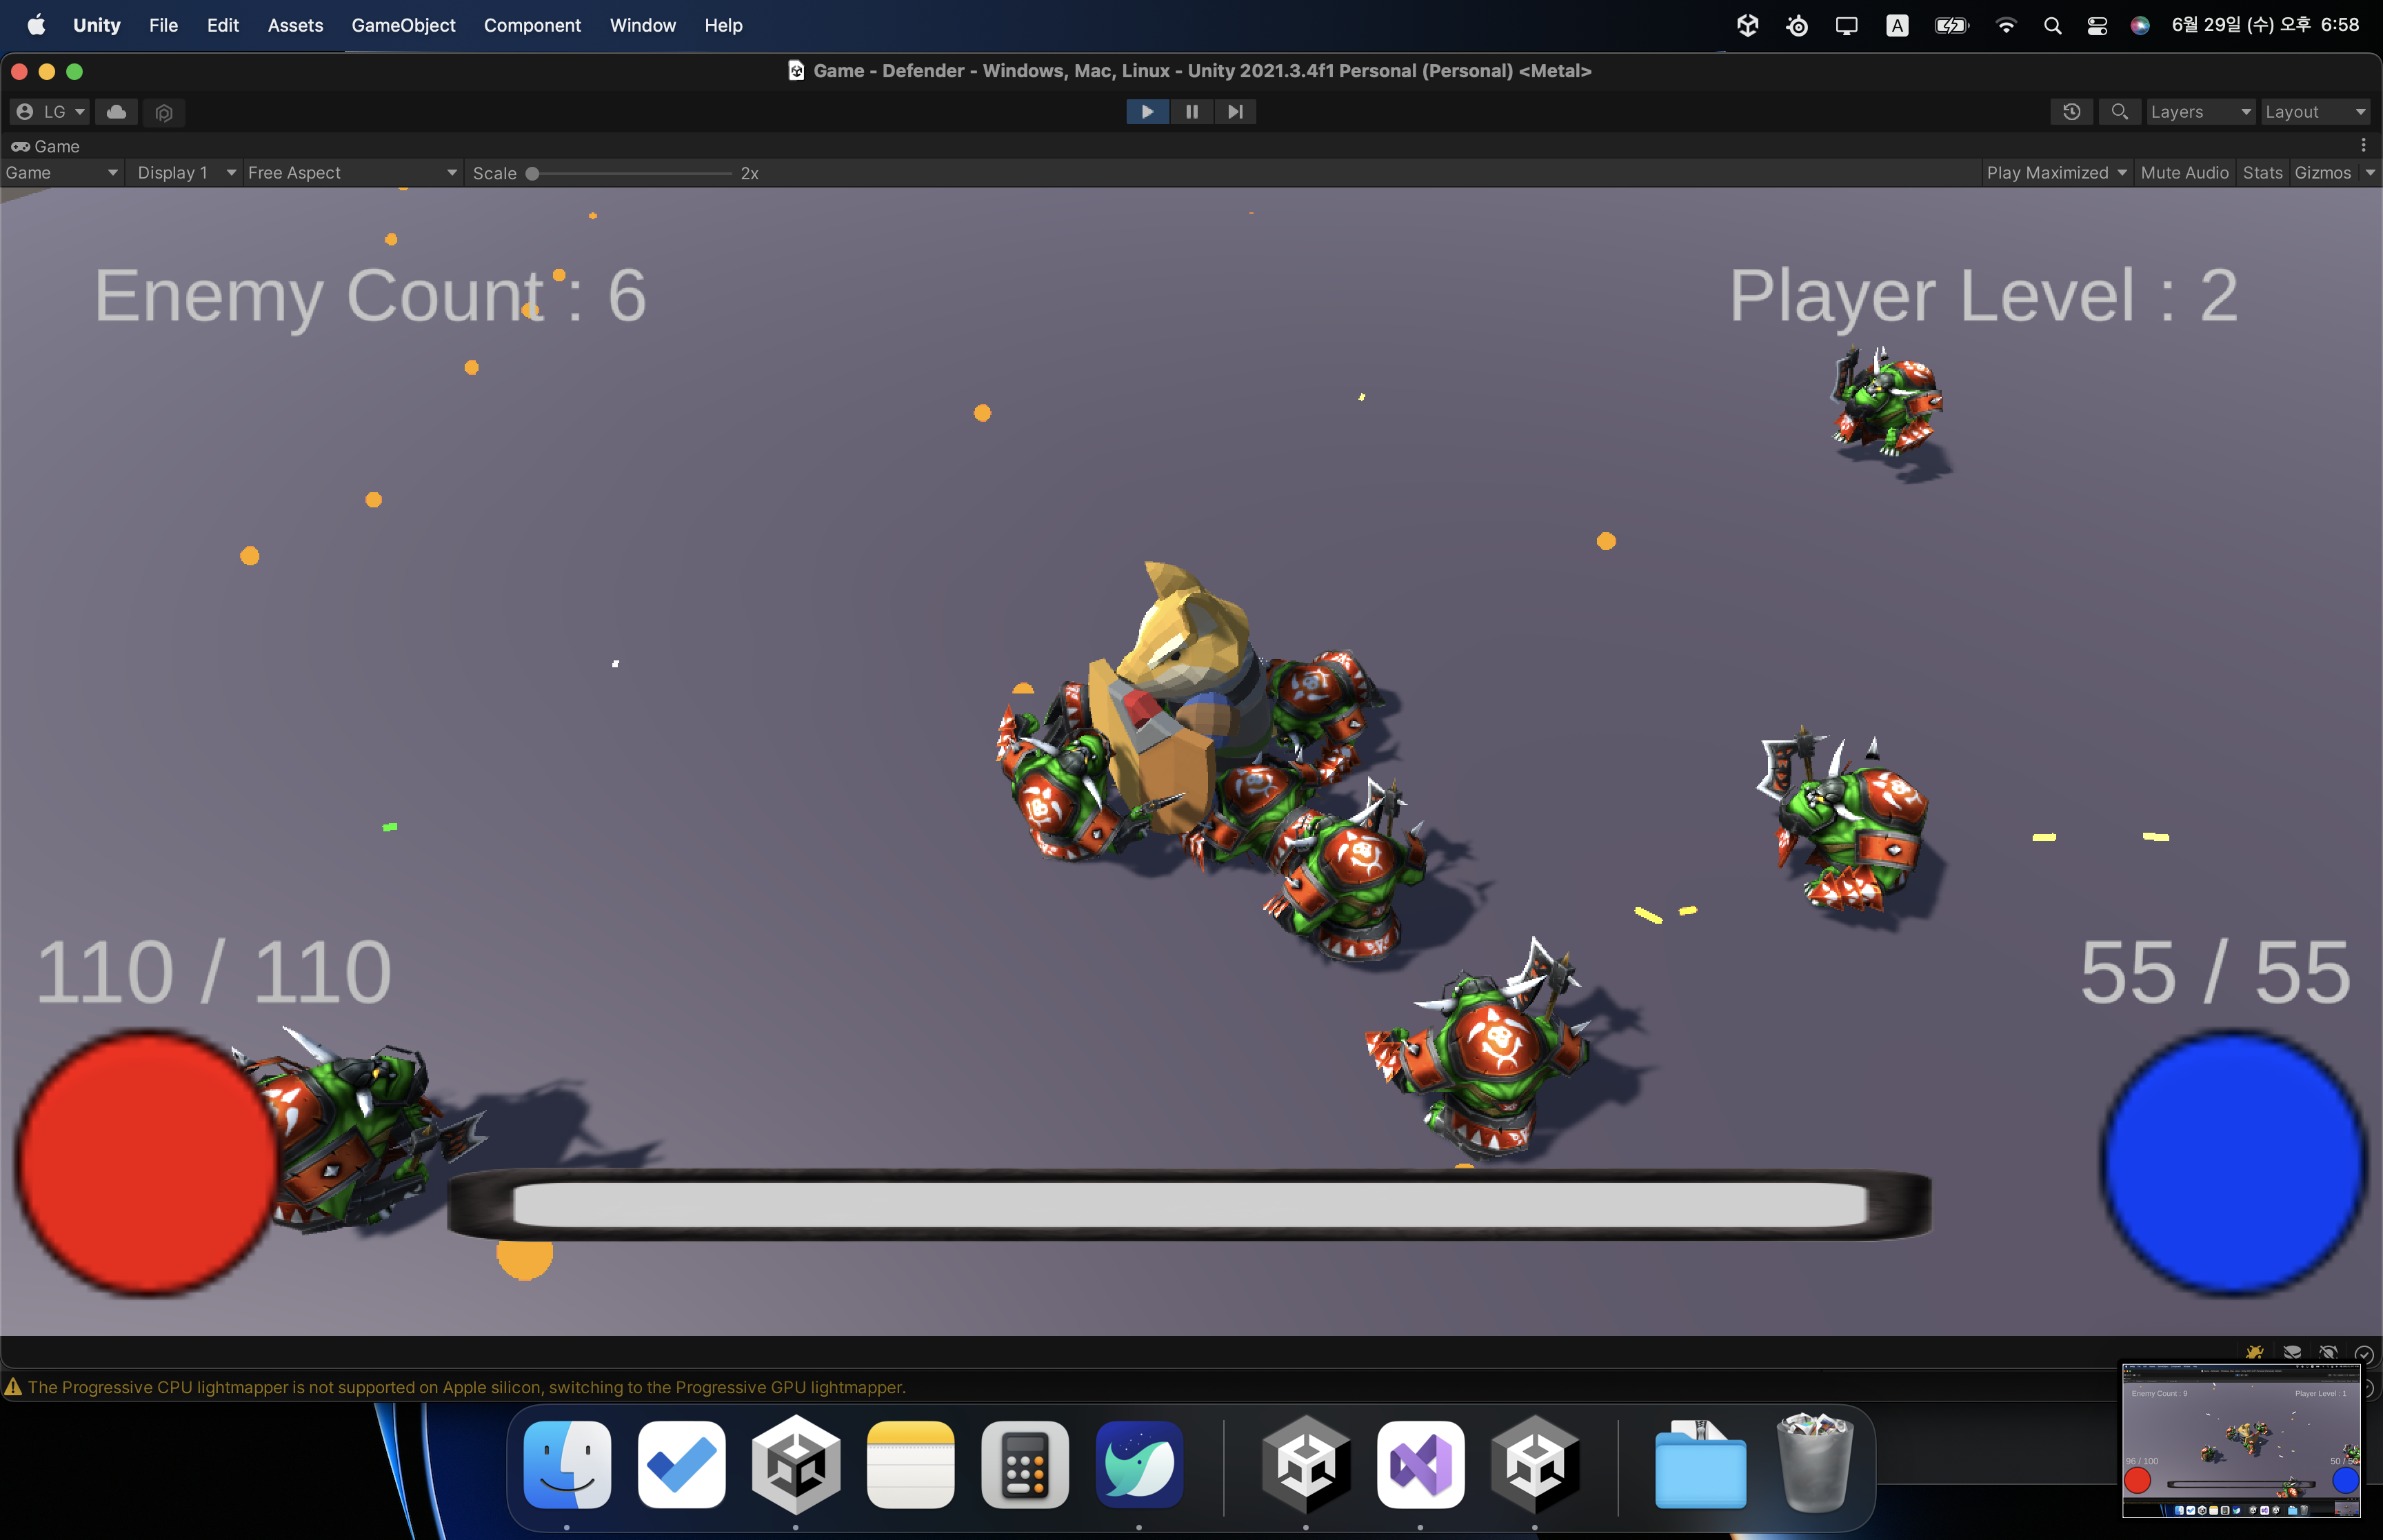 Unity File Edit Assets GameObject Component Window Help A 6월 29일 (수) 오후 6:58
Game - Defender - Windows, Mac, Linux - Unity 2021.3.4f1 Personal (Personal) <Metal>
LG Layers Layout
Game
Game Display 1 Free Aspect Scale 2x Play Maximized Mute Audio Stats Gizmos
Enemy Count : 6
Player Level : 2
110 / 110
55 / 55
The Progressive CPU lightmapper is not supported on Apple silicon, switching to the Progressive GPU lightmapper.
Enemy Count : 9
Player Level : 1
96 / 100
50 / 50